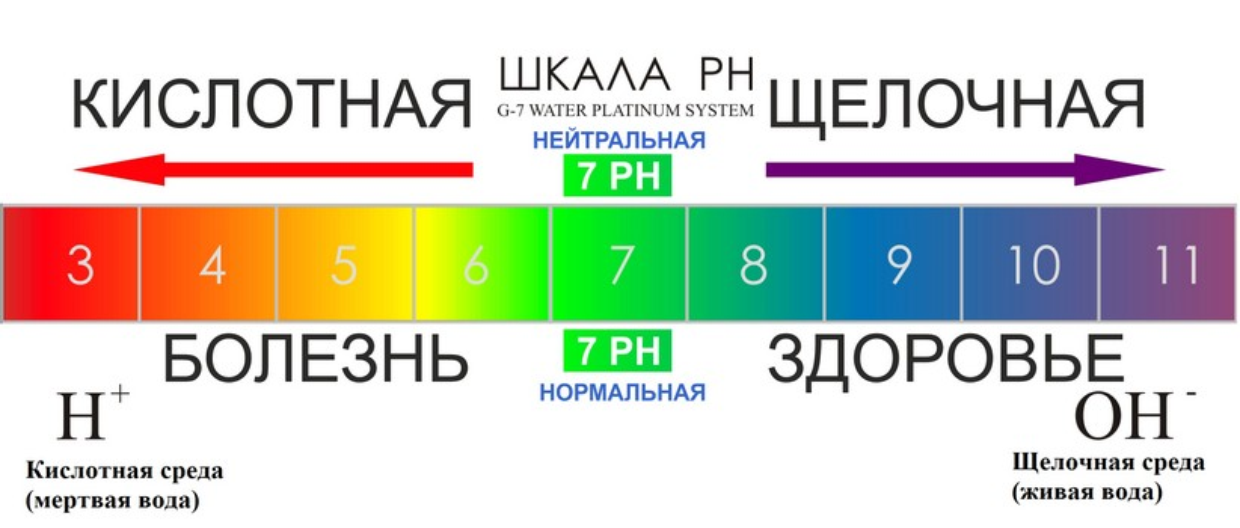 КИСЛОТНАЯ
ШКАЛА PH
G-7 WATER PLATINUM SYSTEM
ЩЕЛОЧНАЯ
НЕЙТРАЛЬНАЯ
7 PH
3 4 5 6 7 8 9 10 11
БОЛЕЗНЬ
7 PH
ЗДОРОВЬЕ
НОРМАЛЬНАЯ
H⁺
OH⁻
Кислотная среда
(мертвая вода)
Щелочная среда
(живая вода)